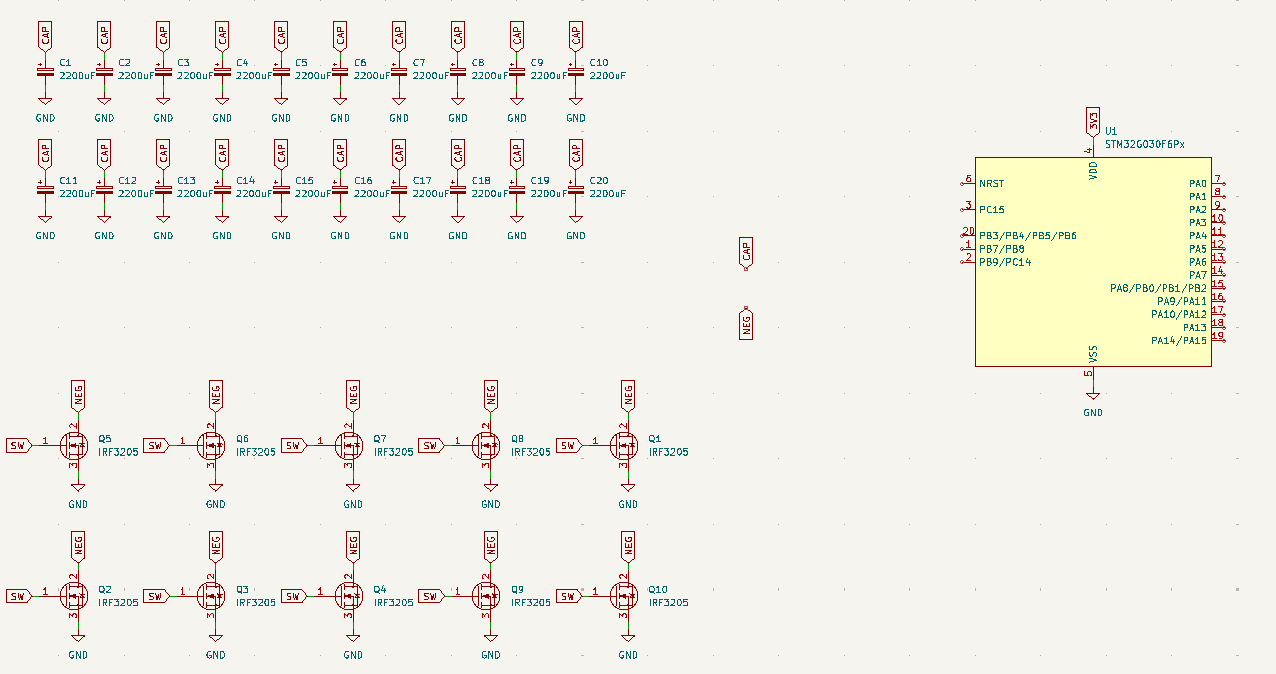 CAP CAP CAP CAP CAP CAP CAP CAP CAP CAP
C1 C2 C3 C4 C5 C6 C7 C8 C9 C10
2200uF 2200uF 2200uF 2200uF 2200uF 2200uF 2200uF 2200uF 2200uF 2200uF
GND GND GND GND GND GND GND GND GND GND
CAP CAP CAP CAP CAP CAP CAP CAP CAP CAP
C11 C12 C13 C14 C15 C16 C17 C18 C19 C20
2200uF 2200uF 2200uF 2200uF 2200uF 2200uF 2200uF 2200uF 2200uF 2200uF
GND GND GND GND GND GND GND GND GND GND
CAP
NEG
3V3
U1
STM32G030F6Px
4
VDD
6 NRST
3 PC15
20 PB3/PB4/PB5/PB6
1 PB7/PB8
2 PB9/PC14
PA0 7
PA1 8
PA2 9
PA3 10
PA4 11
PA5 12
PA6 13
PA7 14
PA8/PB0/PB1/PB2 15
PA9/PA11 16
PA10/PA12 17
PA13 18
PA14/PA15 19
VSS
5
GND
NEG NEG NEG NEG NEG
2 2 2 2 2
Q5 Q6 Q7 Q8 Q1
SW 1 SW 1 SW 1 SW 1 SW 1
IRF3205 IRF3205 IRF3205 IRF3205 IRF3205
3 3 3 3 3
GND GND GND GND GND
NEG NEG NEG NEG NEG
2 2 2 2 2
Q2 Q3 Q4 Q9 Q10
SW 1 SW 1 SW 1 SW 1 SW 1
IRF3205 IRF3205 IRF3205 IRF3205 IRF3205
3 3 3 3 3
GND GND GND GND GND